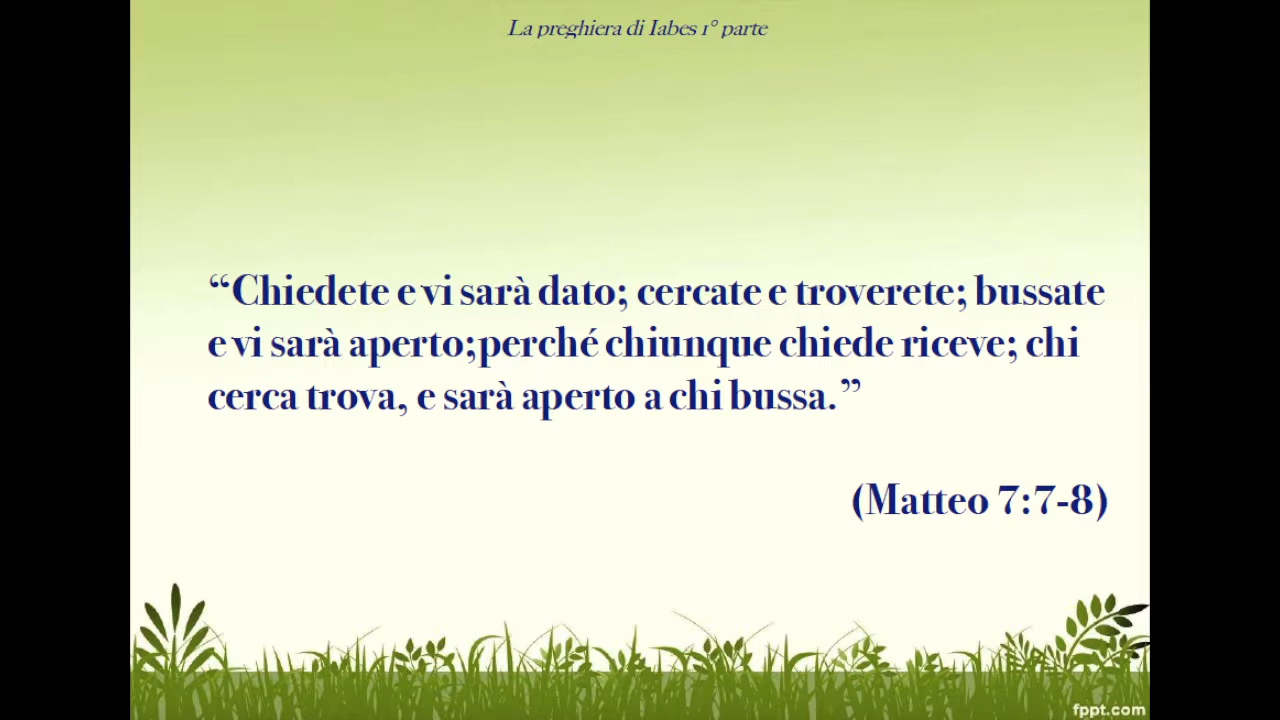 La preghiera di Iabes 1° parte
“Chiedete e vi sarà dato; cercate e troverete; bussate
e vi sarà aperto;perché chiunque chiede riceve; chi
cerca trova, e sarà aperto a chi bussa.”
(Matteo 7:7-8)
fppt.com